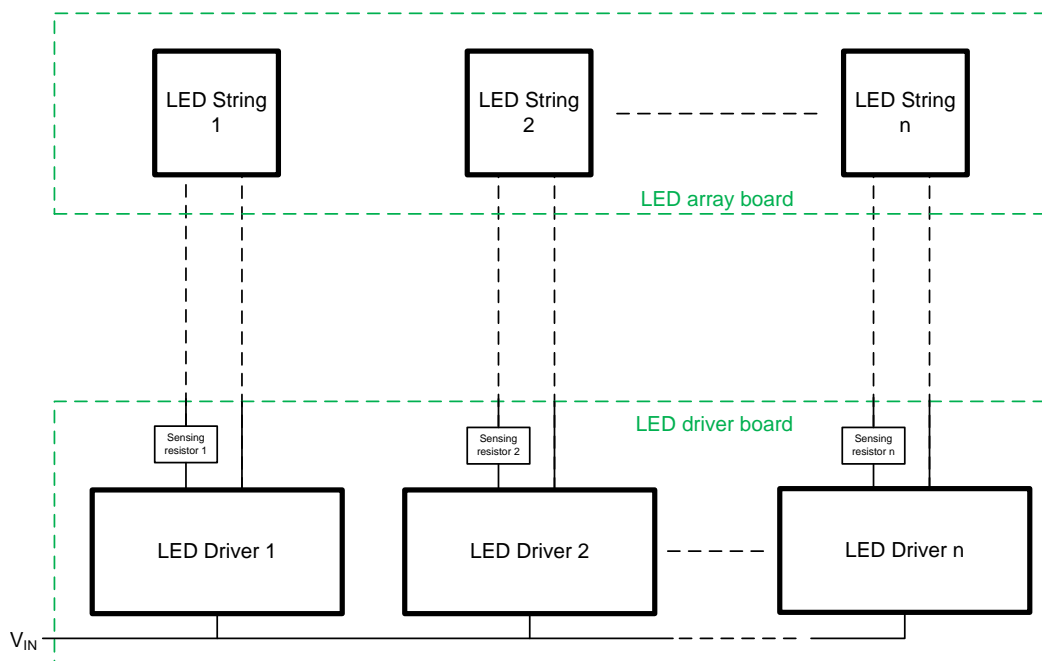 LED String
1
LED String
2
LED String
n
LED array board
LED driver board
Sensing
resistor 1
Sensing
resistor 2
Sensing
resistor n
LED Driver 1
LED Driver 2
LED Driver n
VIN